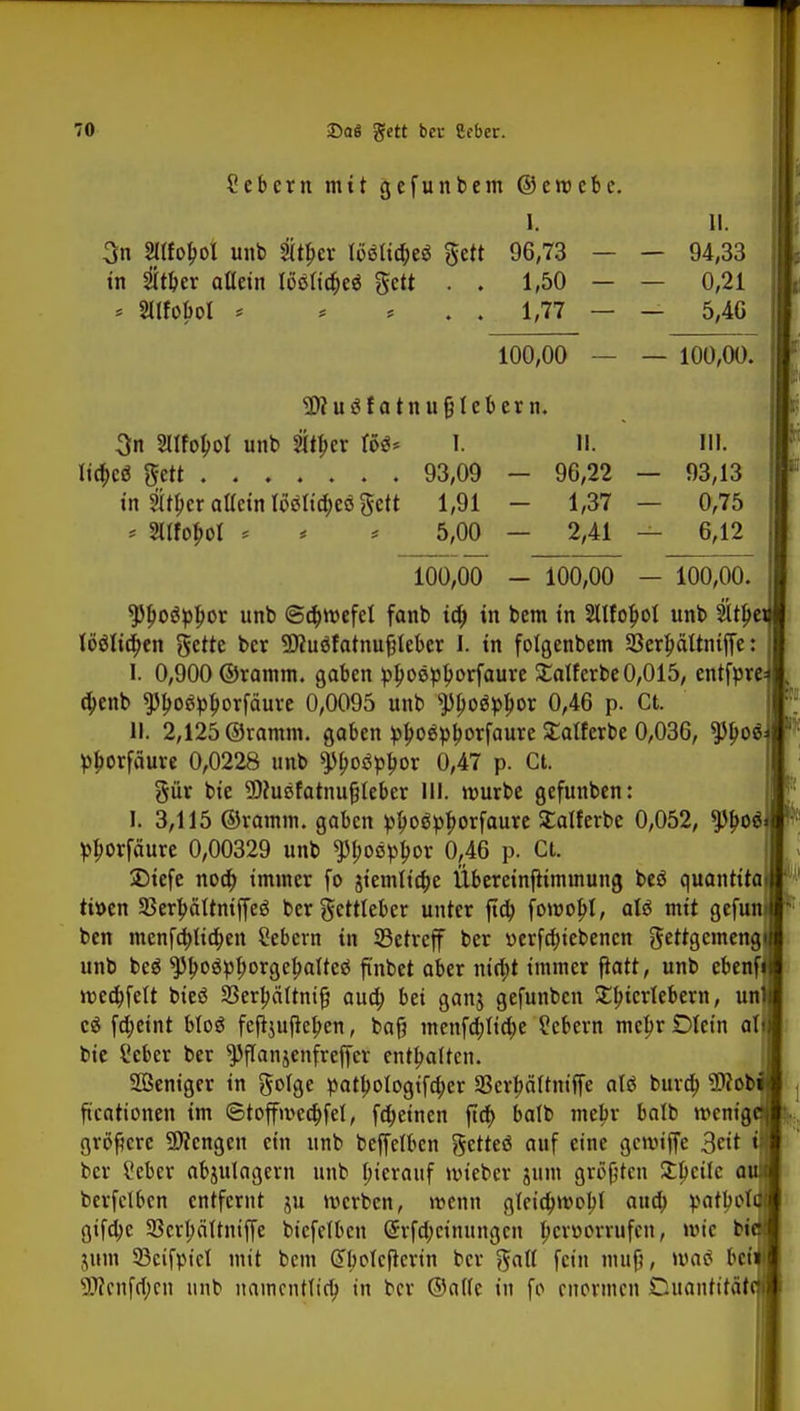 70 Das Fett der Leber.
Lebern mit gefundem Gewebe.
I. II.
In Alkohol und Äther lösliches Fett 96,73 — — 94,33
in Äther allein lösliches Fett . . 1,50 — — 0,21
= Alkohol = = = . . 1,77 — — 5,46
100,00 — — 100,00.
Muskatnußlebern.
In Alkohol und Äther lös= I. II. III.
liches Fett . . . . . . . 93,09 — 96,22 — 93,13
in Äther allein lösliches Fett 1,91 — 1,37 — 0,75
= Alkohol = = = 5,00 — 2,41 — 6,12
100,00 — 100,00 — 100,00.
Phosphor und Schwefel fand ich in dem in Alkohol und Äther
löslichen Fette der Muskatnußleber I. in folgendem Verhältnisse:
I. 0,900 Gramm. gaben phosphorsaure Talkerde 0,015, entspre=
chend Phosphorsäure 0,0095 und Phosphor 0,46 p. Ct.
II. 2,125 Gramm. gaben phosphorsaure Talkerde 0,036, Phos=
phorsäure 0,0228 und Phosphor 0,47 p. Ct.
Für die Muskatnußleber III. wurde gefunden:
I. 3,115 Gramm. gaben phosphorsaure Talkerde 0,052, Phos=
phorsäure 0,00329 und Phosphor 0,46 p. Ct.
Diese noch immer so ziemliche Übereinstimmung des quantita
tiven Verhältnisses der Fettleber unter sich sowohl, als mit gesun
den menschlichen Lebern in Betreff der verschiedenen Fettgemeng
und des Phosphorgehaltes findet aber nicht immer statt, und ebens
wechselt dies Verhältniß auch bei ganz gesunden Thierlebern, un
es scheint blos festzustehen, daß menschliche Lebern mehr Olein al
die Leber der Pflanzenfresser enthalten.
Weniger in Folge pathologischer Verhältnisse als durch Modi
ficationen im Stoffwechsel, scheinen sich bald mehr bald wenige
größere Mengen ein und desselben Fettes auf eine gewisse Zeit i
der Leber abzulagern und hierauf wieder zum größten Theile au
derselben entfernt zu werden, wenn gleichwohl auch patholo
gische Verhältnisse dieselben Erscheinungen hervorrufen, wie die
zum Beispiel mit dem Cholesterin der Fall sein muß, was bei
Menschen und namentlich in der Galle in so enormen Quantitäte